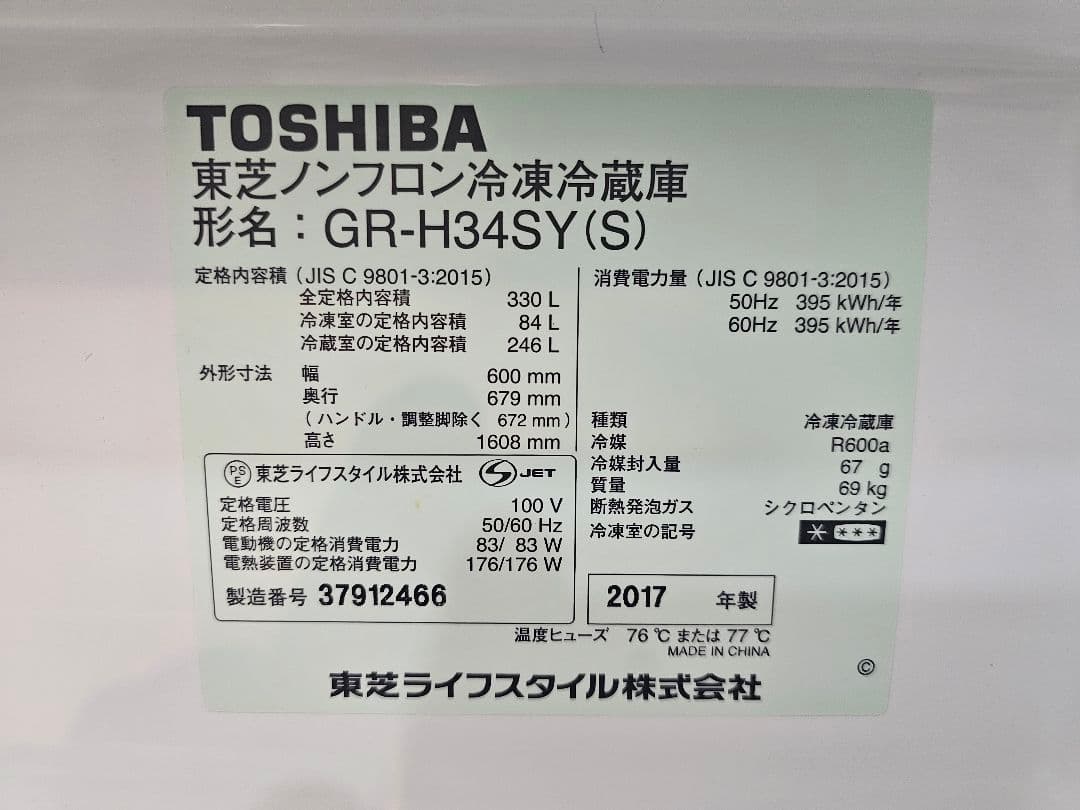 TOSHIBA
東芝ノンフロン冷凍冷蔵庫
形名：GR-H34SY(S)
定格内容積（JIS C 9801-3:2015）
全定格内容積 330 L
冷凍室の定格内容積 84 L
冷蔵室の定格内容積 246 L
外形寸法 幅 600 mm
奥行 679 mm
（ハンドル・調整脚除く 672 mm）
高さ 1608 mm
消費電力量（JIS C 9801-3:2015）
50Hz 395 kWh/年
60Hz 395 kWh/年
種類 冷凍冷蔵庫
冷媒 R600a
冷媒封入量 67 g
質量 69 kg
断熱発泡ガス シクロペンタン
冷凍室の記号 * ***
PSE 東芝ライフスタイル株式会社 S JET
定格電圧 100 V
定格周波数 50/60 Hz
電動機の定格消費電力 83/ 83 W
電熱装置の定格消費電力 176/176 W
製造番号 37912466
2017 年製
温度ヒューズ 76 ℃ または 77 ℃
MADE IN CHINA
©
東芝ライフスタイル株式会社